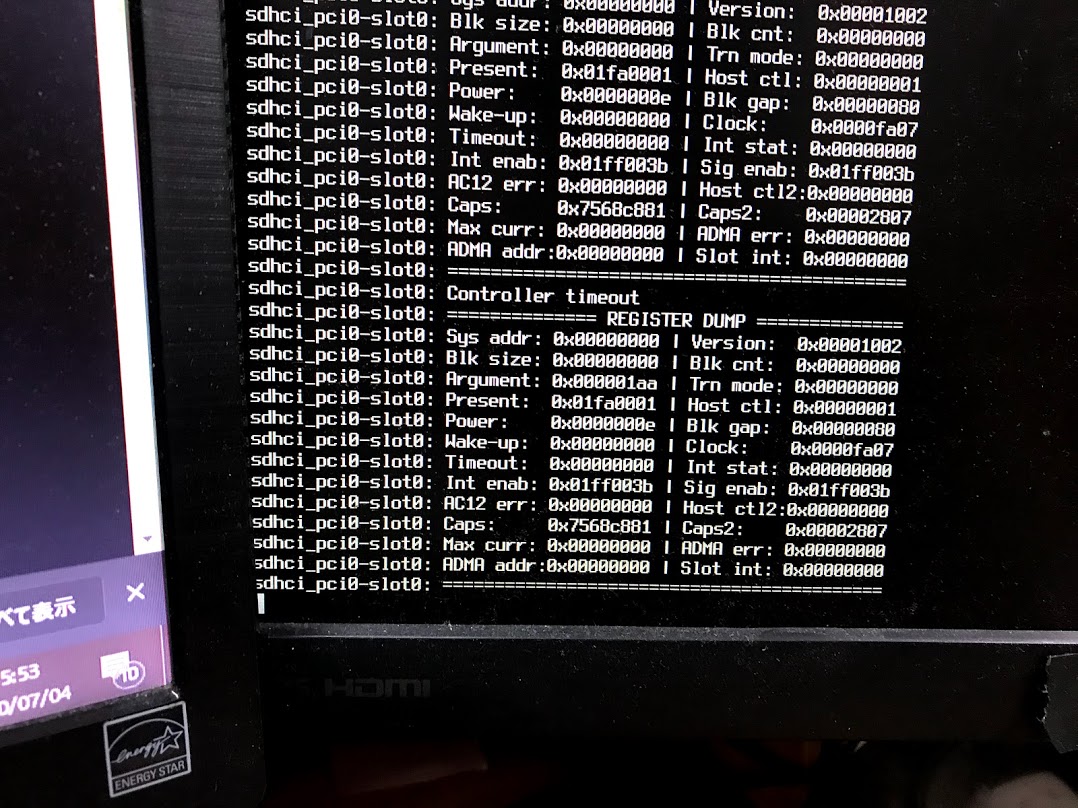 sdhci_pci0-slot0: Sys addr: 0x00000000 | Version: 0x00001002
sdhci_pci0-slot0: Blk size: 0x00000000 | Blk cnt: 0x00000000
sdhci_pci0-slot0: Argument: 0x00000000 | Trn mode: 0x00000000
sdhci_pci0-slot0: Present: 0x01fa0001 | Host ctl: 0x00000001
sdhci_pci0-slot0: Power: 0x0000000e | Blk gap: 0x00000080
sdhci_pci0-slot0: Wake-up: 0x00000000 | Clock: 0x0000fa07
sdhci_pci0-slot0: Timeout: 0x00000000 | Int stat: 0x00000000
sdhci_pci0-slot0: Int enab: 0x01ff003b | Sig enab: 0x01ff003b
sdhci_pci0-slot0: AC12 err: 0x00000000 | Host ctl2:0x00000000
sdhci_pci0-slot0: Caps: 0x7568c881 | Caps2: 0x00002807
sdhci_pci0-slot0: Max curr: 0x00000000 | ADMA err: 0x00000000
sdhci_pci0-slot0: ADMA addr:0x00000000 | Slot int: 0x00000000
sdhci_pci0-slot0: ===========================================
sdhci_pci0-slot0: Controller timeout
sdhci_pci0-slot0: ============== REGISTER DUMP ==============
sdhci_pci0-slot0: Sys addr: 0x00000000 | Version: 0x00001002
sdhci_pci0-slot0: Blk size: 0x00000000 | Blk cnt: 0x00000000
sdhci_pci0-slot0: Argument: 0x000001aa | Trn mode: 0x00000000
sdhci_pci0-slot0: Present: 0x01fa0001 | Host ctl: 0x00000001
sdhci_pci0-slot0: Power: 0x0000000e | Blk gap: 0x00000080
sdhci_pci0-slot0: Wake-up: 0x00000000 | Clock: 0x0000fa07
sdhci_pci0-slot0: Timeout: 0x00000000 | Int stat: 0x00000000
sdhci_pci0-slot0: Int enab: 0x01ff003b | Sig enab: 0x01ff003b
sdhci_pci0-slot0: AC12 err: 0x00000000 | Host ctl2:0x00000000
sdhci_pci0-slot0: Caps: 0x7568c881 | Caps2: 0x00002807
sdhci_pci0-slot0: Max curr: 0x00000000 | ADMA err: 0x00000000
sdhci_pci0-slot0: ADMA addr:0x00000000 | Slot int: 0x00000000
sdhci_pci0-slot0: ===========================================
べて表示
5:53
0/07/04
10
HDMI
energy
ENERGY STAR